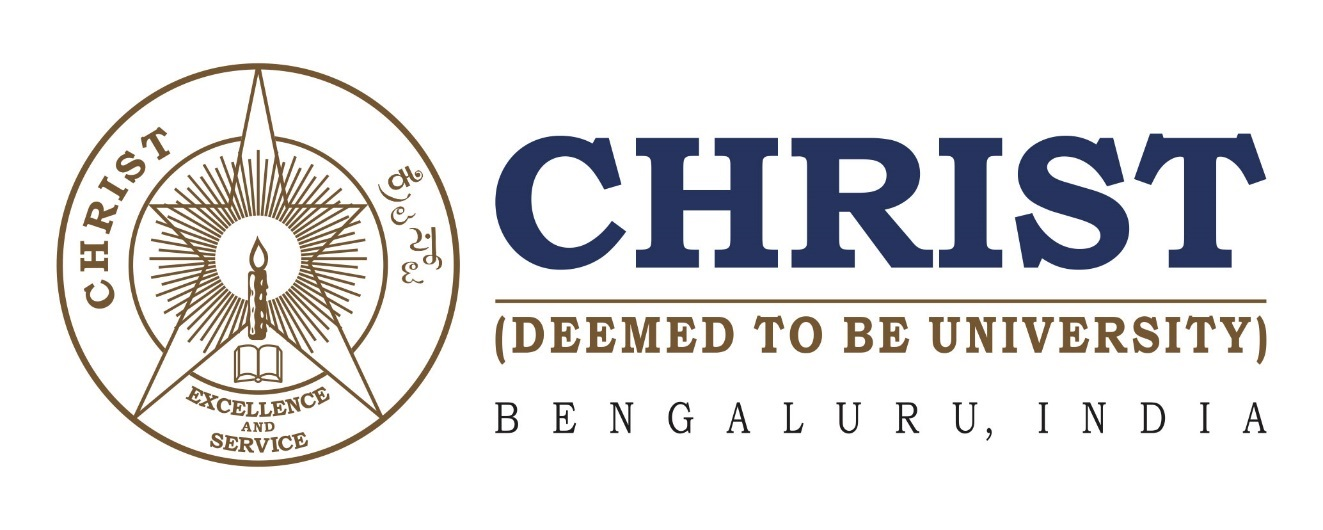 CHRIST
ಕ್ರೈಸ್ಟ್
EXCELLENCE
AND
SERVICE
CHRIST
(DEEMED TO BE UNIVERSITY)
BENGALURU, INDIA